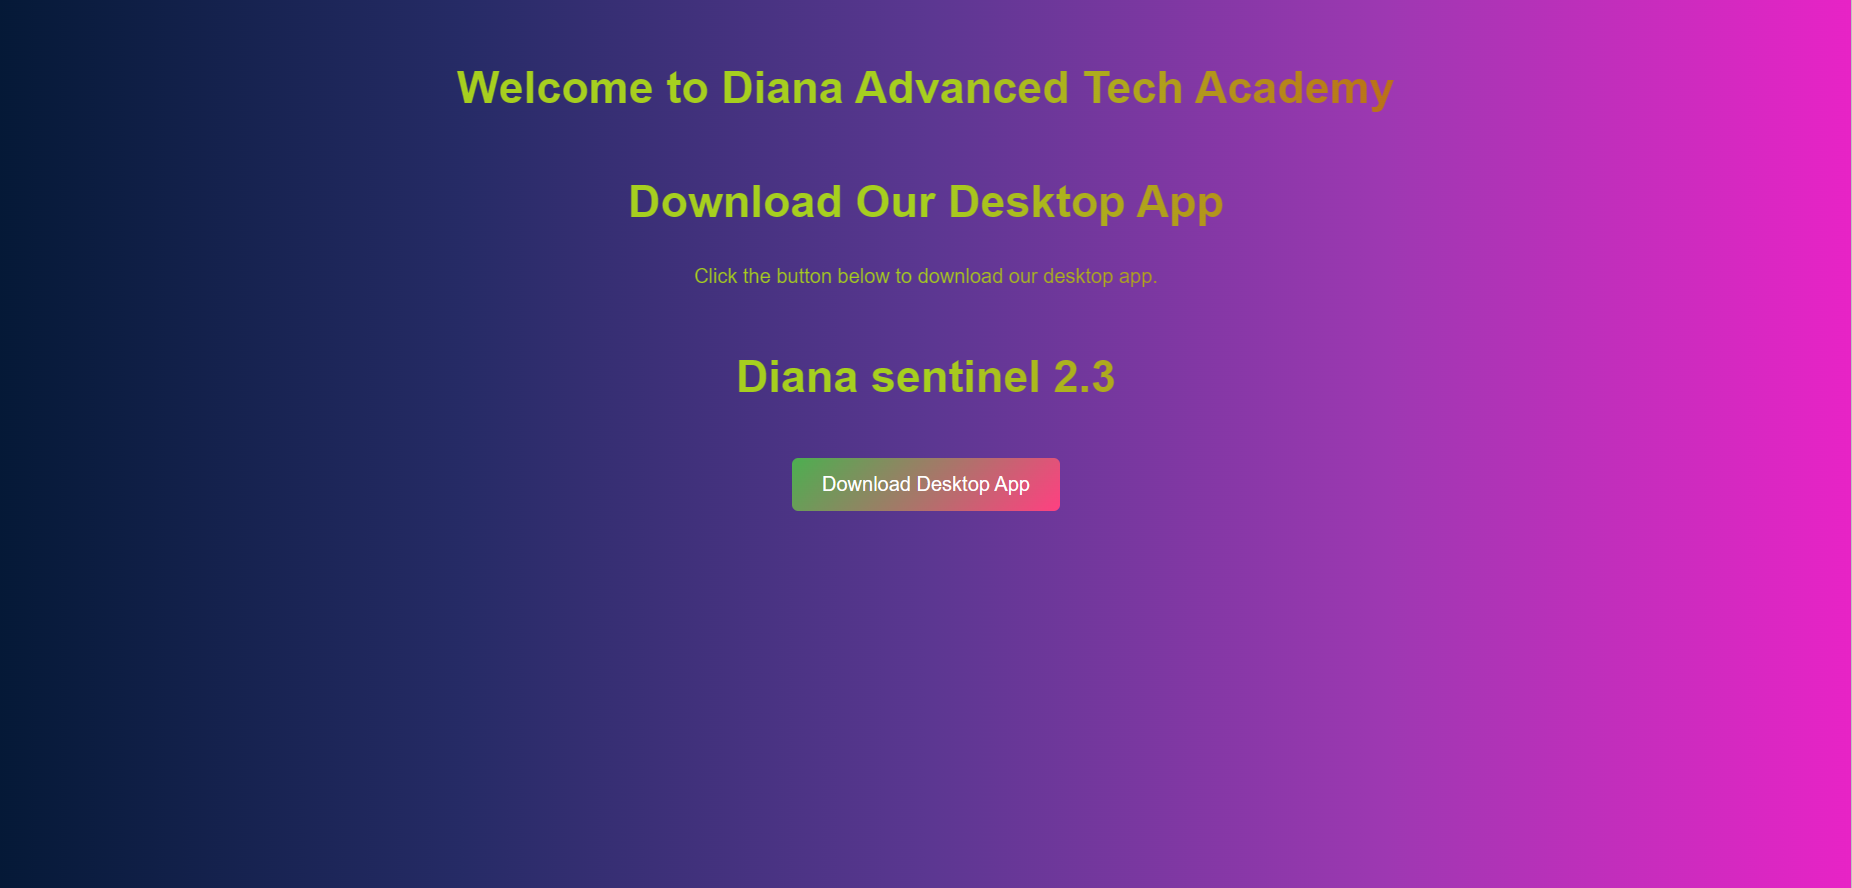 Welcome to Diana Advanced Tech Academy
Download Our Desktop App
Click the button below to download our desktop app.
Diana sentinel 2.3
Download Desktop App